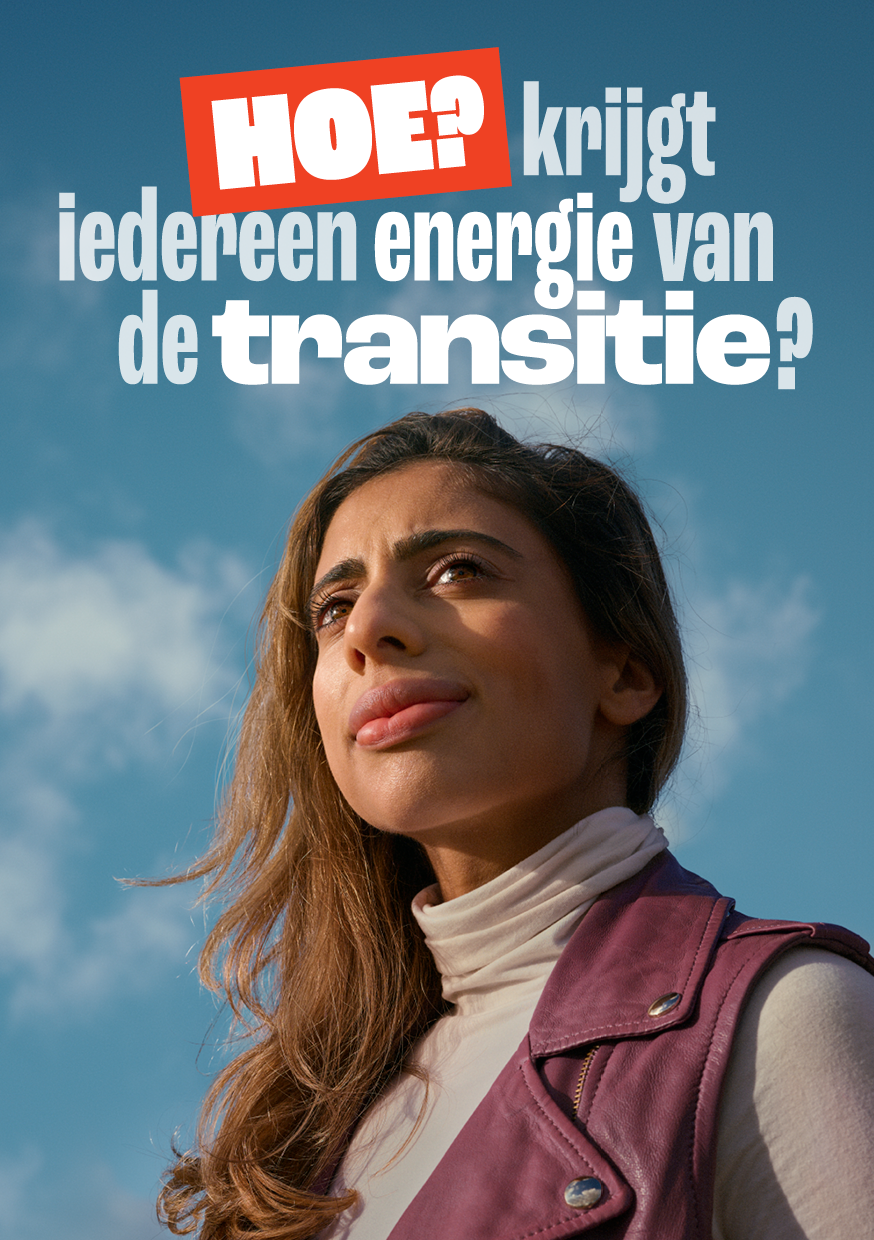 HOE? krijgt
iedereen energie van
de transitie?